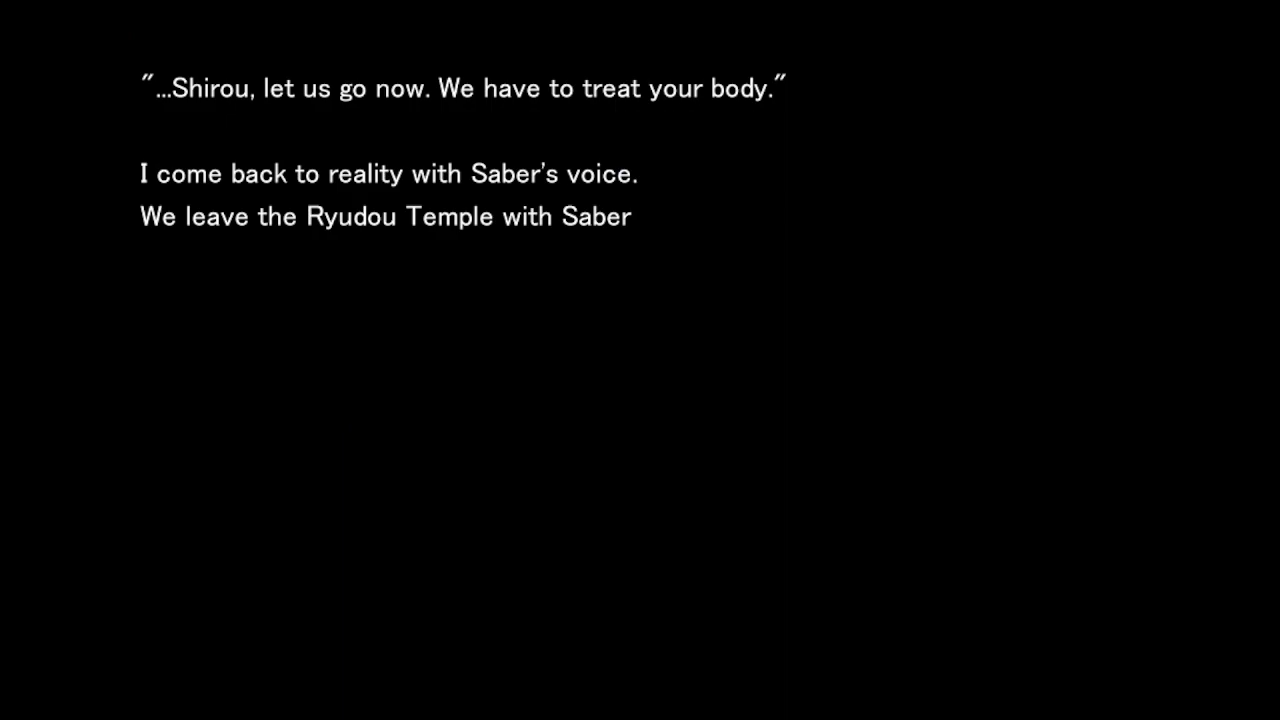 "...Shirou, let us go now. We have to treat your body."
I come back to reality with Saber's voice.
We leave the Ryudou Temple with Saber